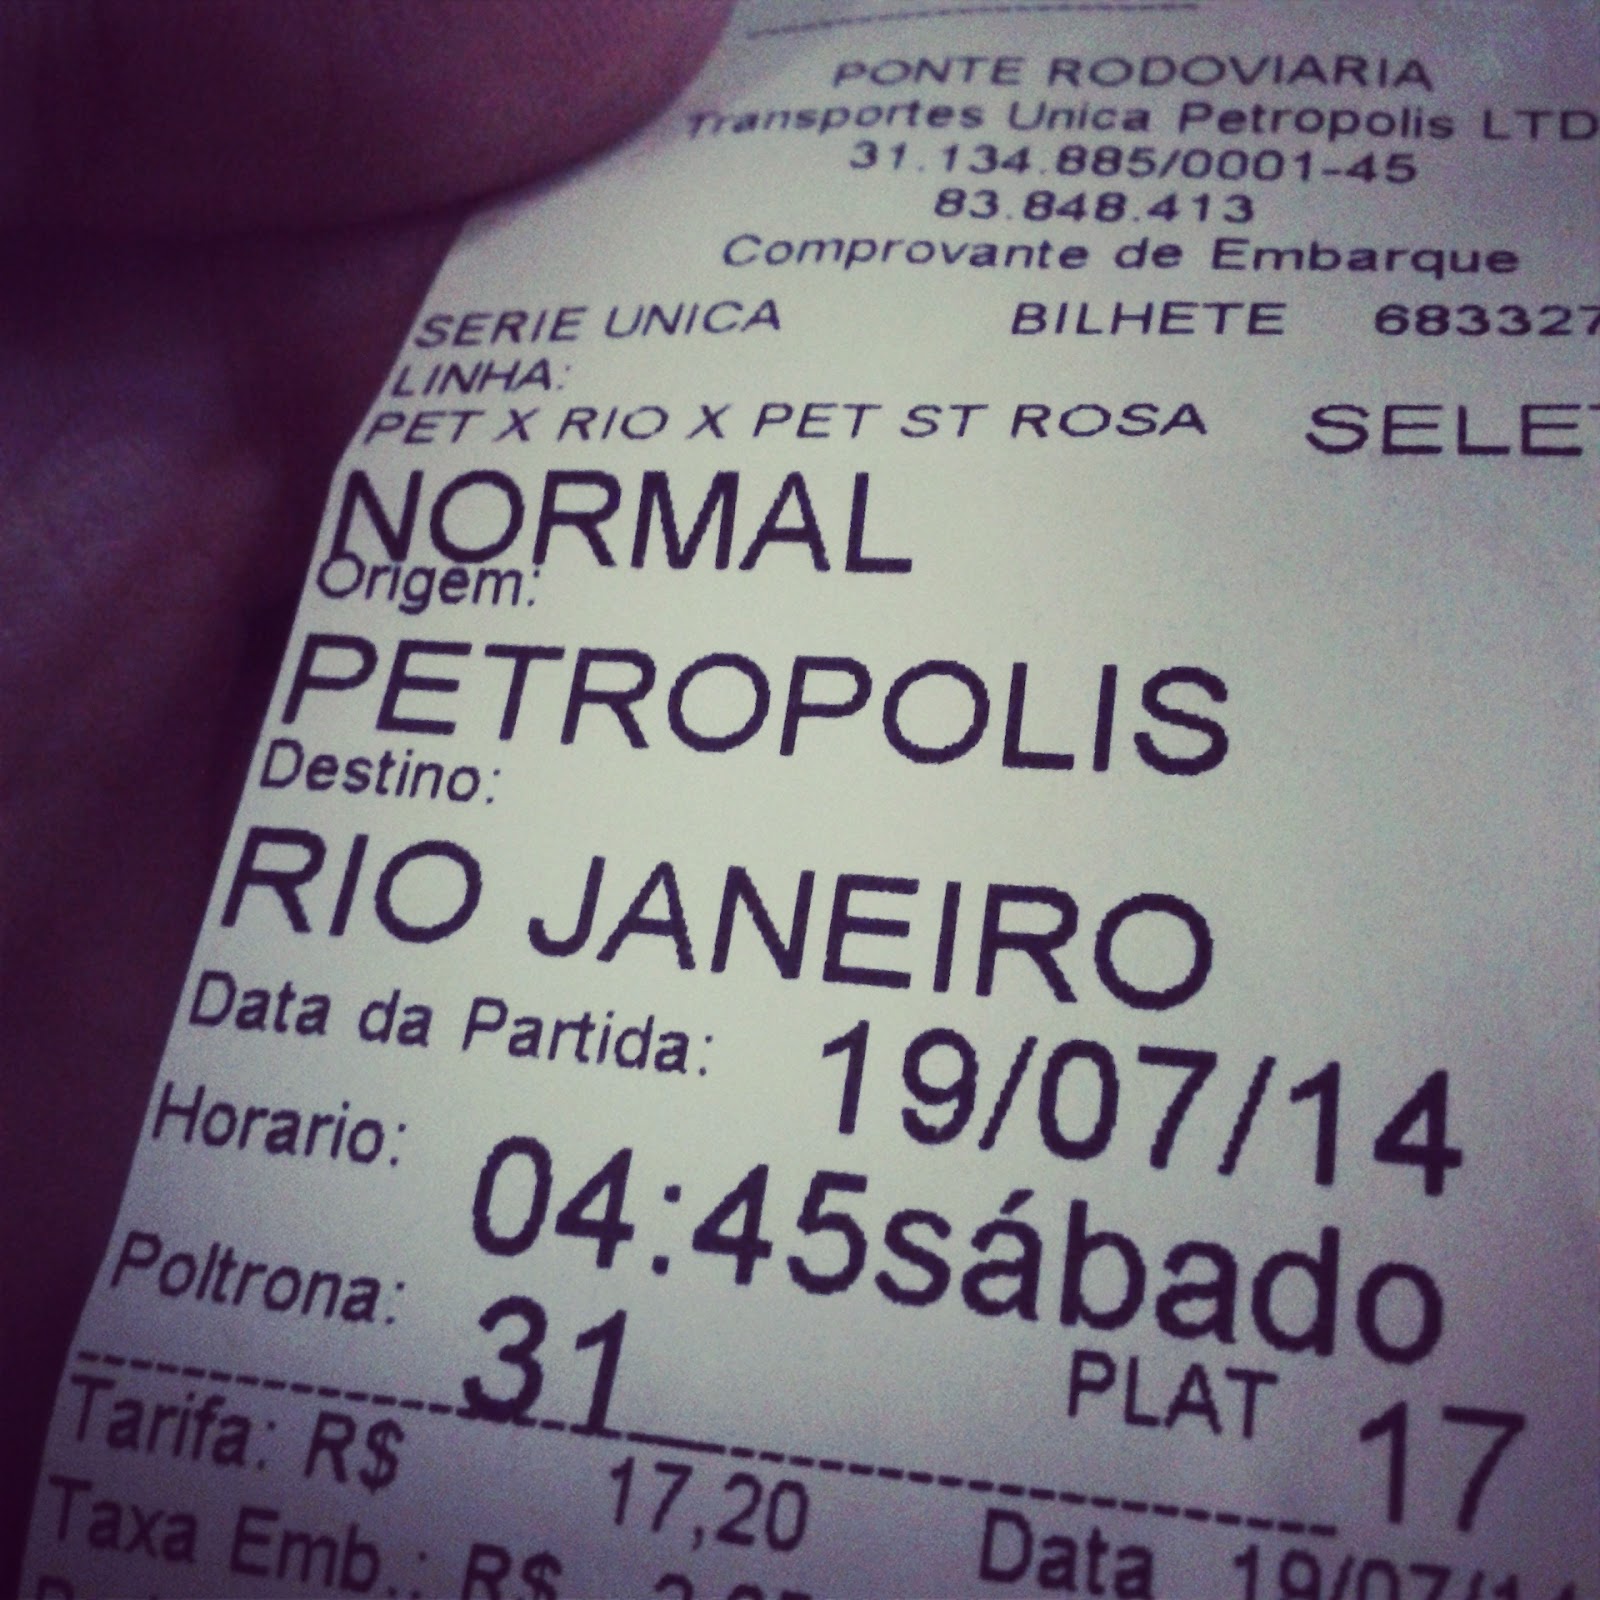 PONTE RODOVIARIA
Transportes Unica Petropolis LTD
31.134.885/0001-45
83.848.413
Comprovante de Embarque
SERIE UNICA BILHETE 683327
LINHA:
PET X RIO X PET ST ROSA SELET
NORMAL
Origem:
PETROPOLIS
Destino:
RIO JANEIRO
Data da Partida: 19/07/14
Horario: 04:45sábado
Poltrona: 31 PLAT 17
Tarifa: R$ 17,20 Data 19/07/14
Taxa Emb.: R$